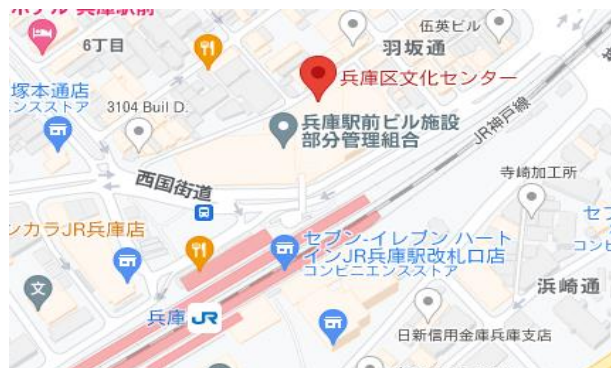 ホテル 兵庫駅前
6丁目
伍英ビル
羽坂通
兵庫区文化センター
塚本通店
ンスストア
3104 Buil D.
兵庫駅前ビル施設
部分管理組合
JR神戸線
西国街道
寺崎加工所
ンカラJR兵庫店
セブン-イレブン ハート
インJR兵庫駅改札口店
コンビニエンスストア
セブ
コンビ
文
浜崎通
兵庫 JR
日新信用金庫兵庫支店